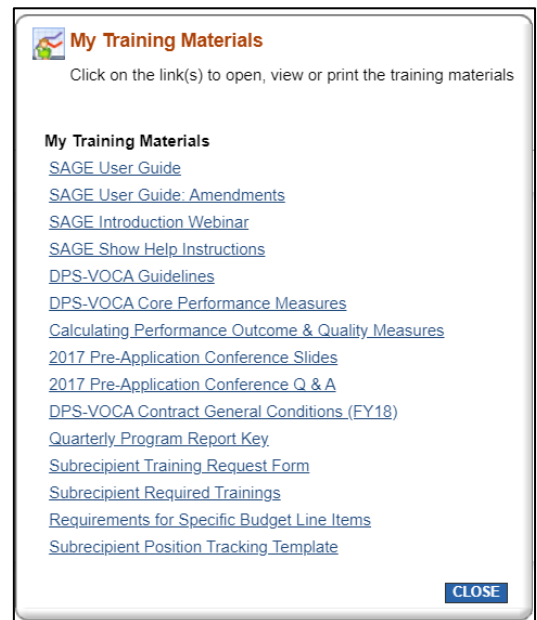 My Training Materials
Click on the link(s) to open, view or print the training materials
My Training Materials
SAGE User Guide
SAGE User Guide: Amendments
SAGE Introduction Webinar
SAGE Show Help Instructions
DPS-VOCA Guidelines
DPS-VOCA Core Performance Measures
Calculating Performance Outcome & Quality Measures
2017 Pre-Application Conference Slides
2017 Pre-Application Conference Q & A
DPS-VOCA Contract General Conditions (FY18)
Quarterly Program Report Key
Subrecipient Training Request Form
Subrecipient Required Trainings
Requirements for Specific Budget Line Items
Subrecipient Position Tracking Template
CLOSE